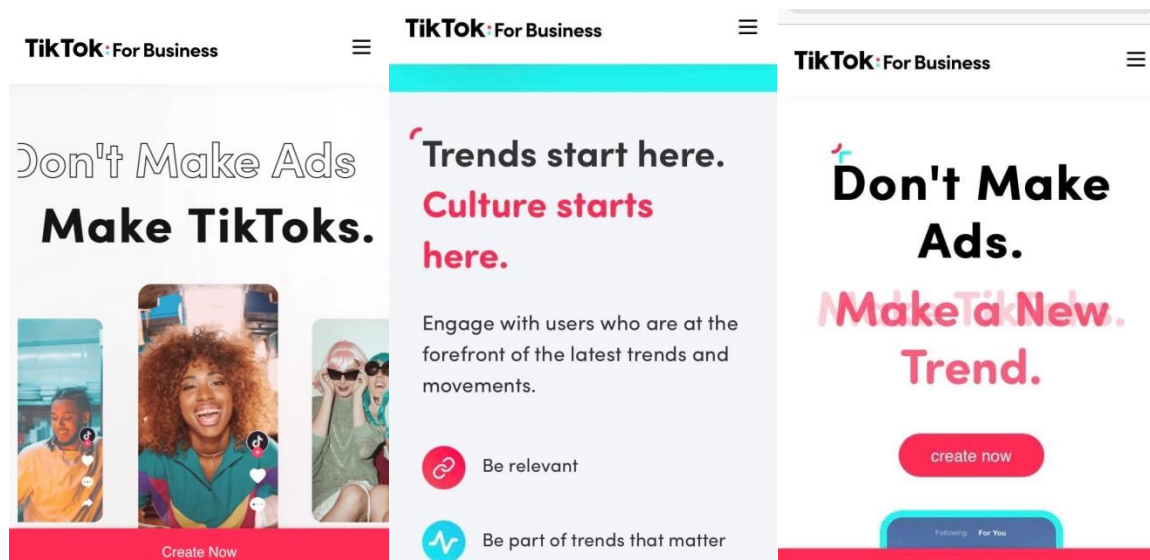 TikTok: For Business
Don't Make Ads
Make TikToks.
Create Now
TikTok: For Business
Trends start here.
Culture starts
here.
Engage with users who are at the
forefront of the latest trends and
movements.
Be relevant
Be part of trends that matter
TikTok: For Business
Don't Make
Ads.
Make a New
Make TikToks.
Trend.
create now
Following For You